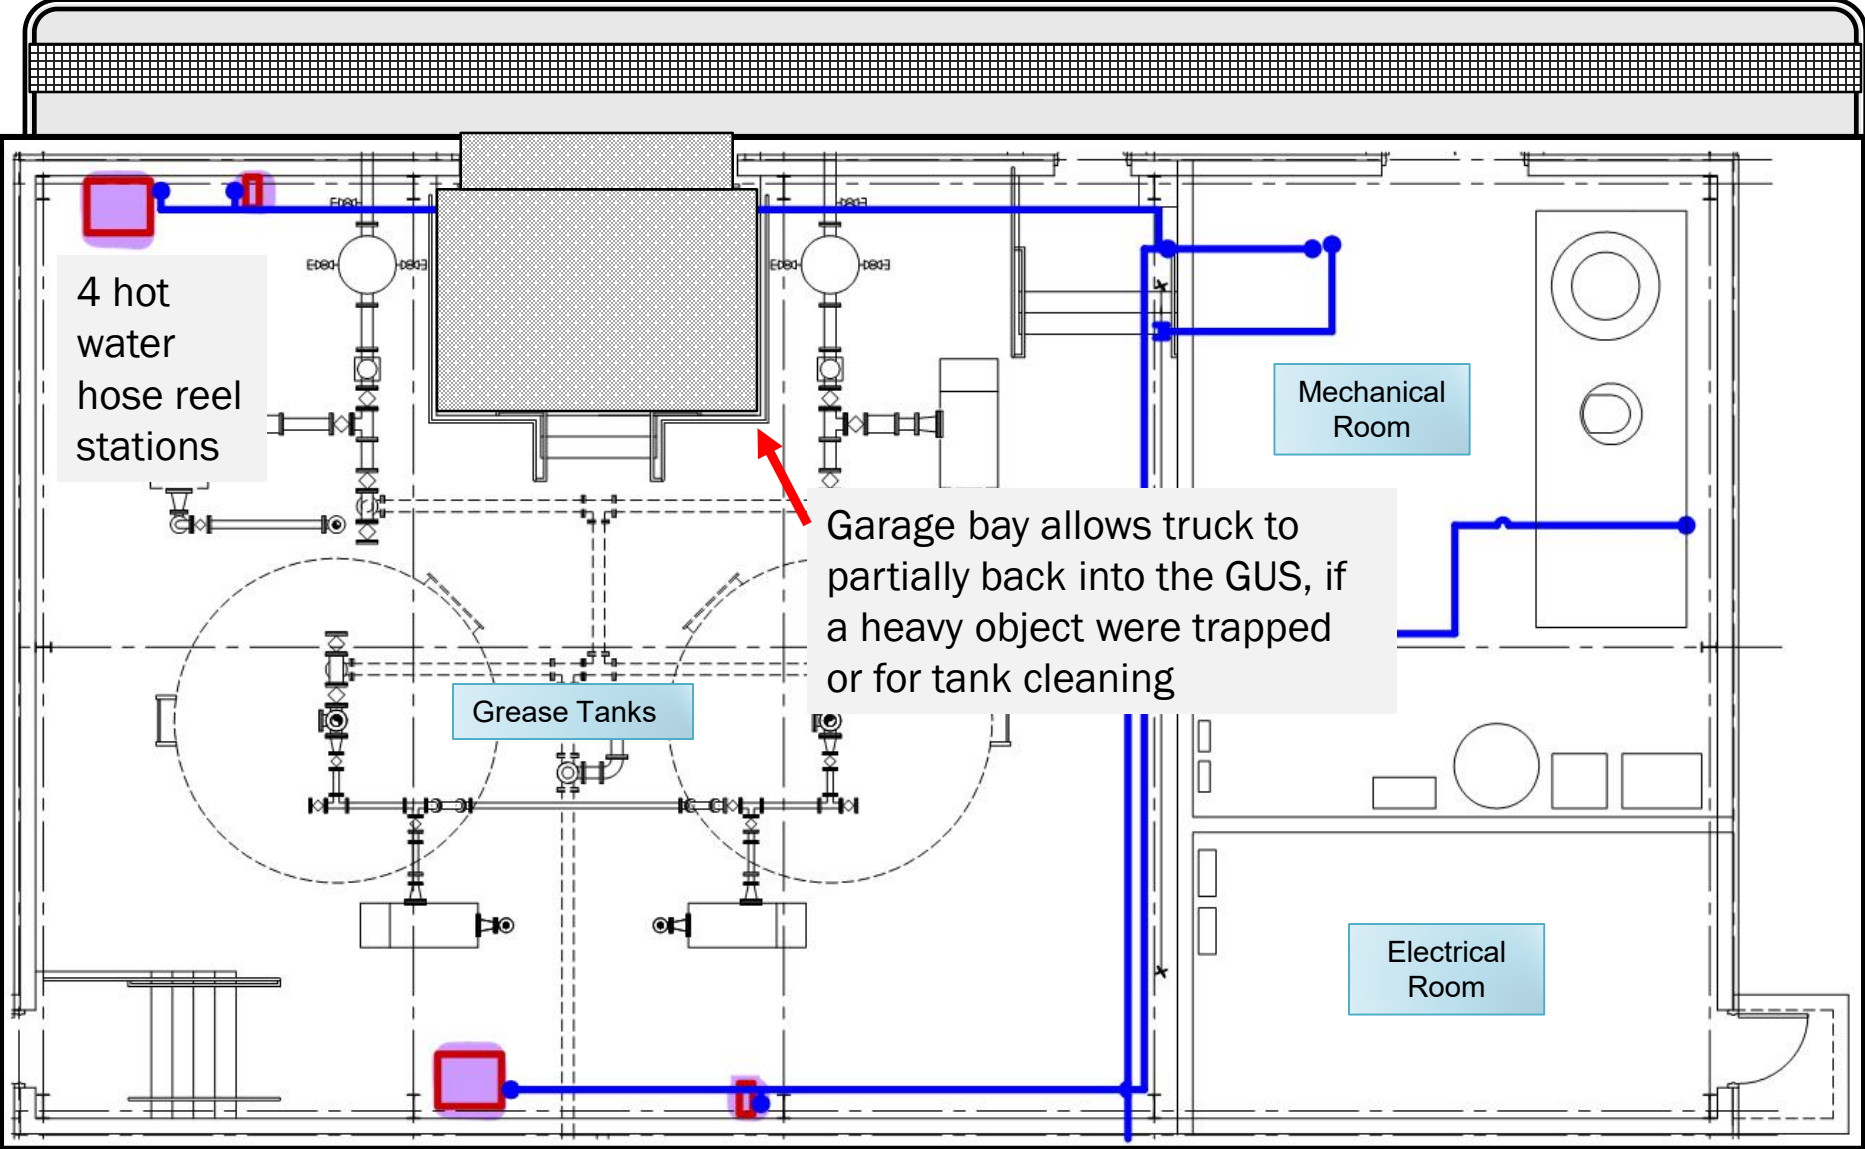 4 hot
water
hose reel
stations
Mechanical
Room
Garage bay allows truck to
partially back into the GUS, if
a heavy object were trapped
or for tank cleaning
Grease Tanks
Electrical
Room